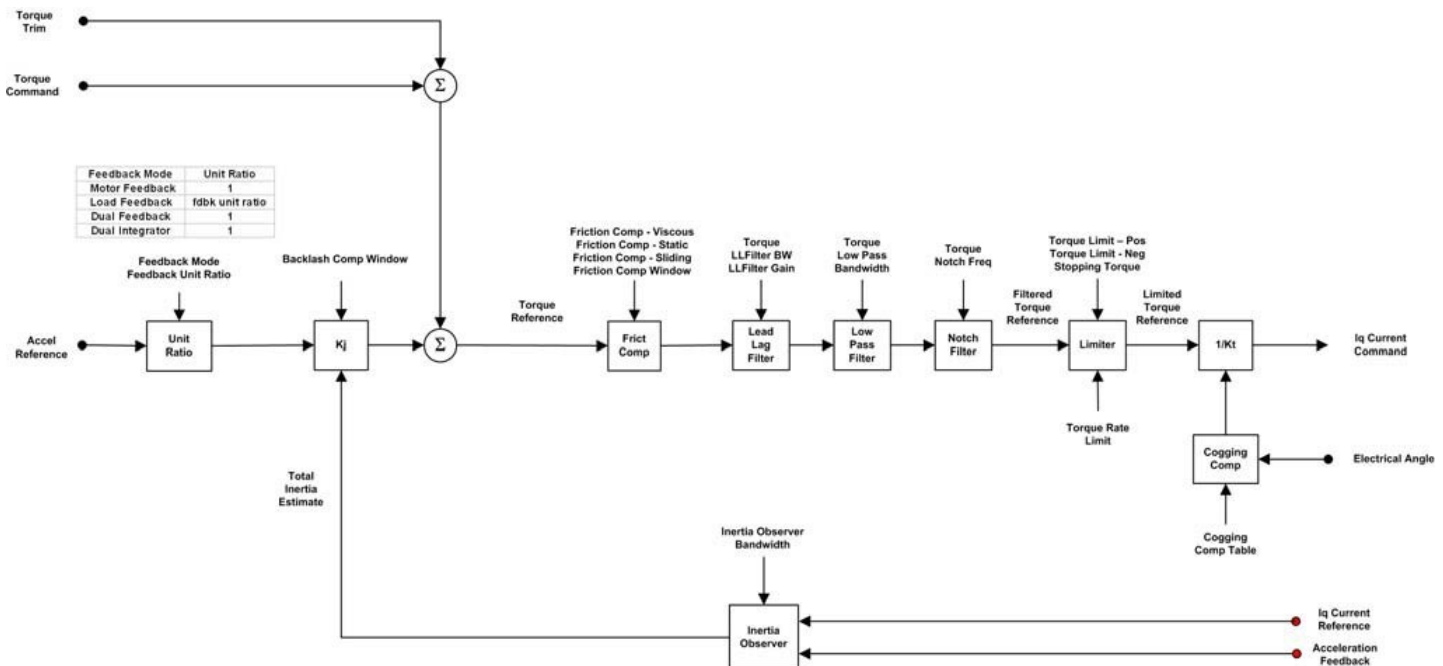 Torque
Trim
Torque
Command
Σ
Feedback Mode Unit Ratio
Motor Feedback 1
Load Feedback fdbk unit ratio
Dual Feedback 1
Dual Integrator 1
Feedback Mode
Feedback Unit Ratio
Backlash Comp Window
Friction Comp - Viscous
Friction Comp - Static
Friction Comp - Sliding
Friction Comp Window
Torque
LLFilter BW
LLFilter Gain
Torque
Low Pass
Bandwidth
Torque
Notch Freq
Torque Limit – Pos
Torque Limit - Neg
Stopping Torque
Accel
Reference
Unit
Ratio
Kj
Σ
Torque
Reference
Frict
Comp
Lead
Lag
Filter
Low
Pass
Filter
Notch
Filter
Filtered
Torque
Reference
Limiter
Limited
Torque
Reference
1/Kt
Iq Current
Command
Torque Rate
Limit
Cogging
Comp
Electrical Angle
Cogging
Comp Table
Total
Inertia
Estimate
Inertia Observer
Bandwidth
Inertia
Observer
Iq Current
Reference
Acceleration
Feedback